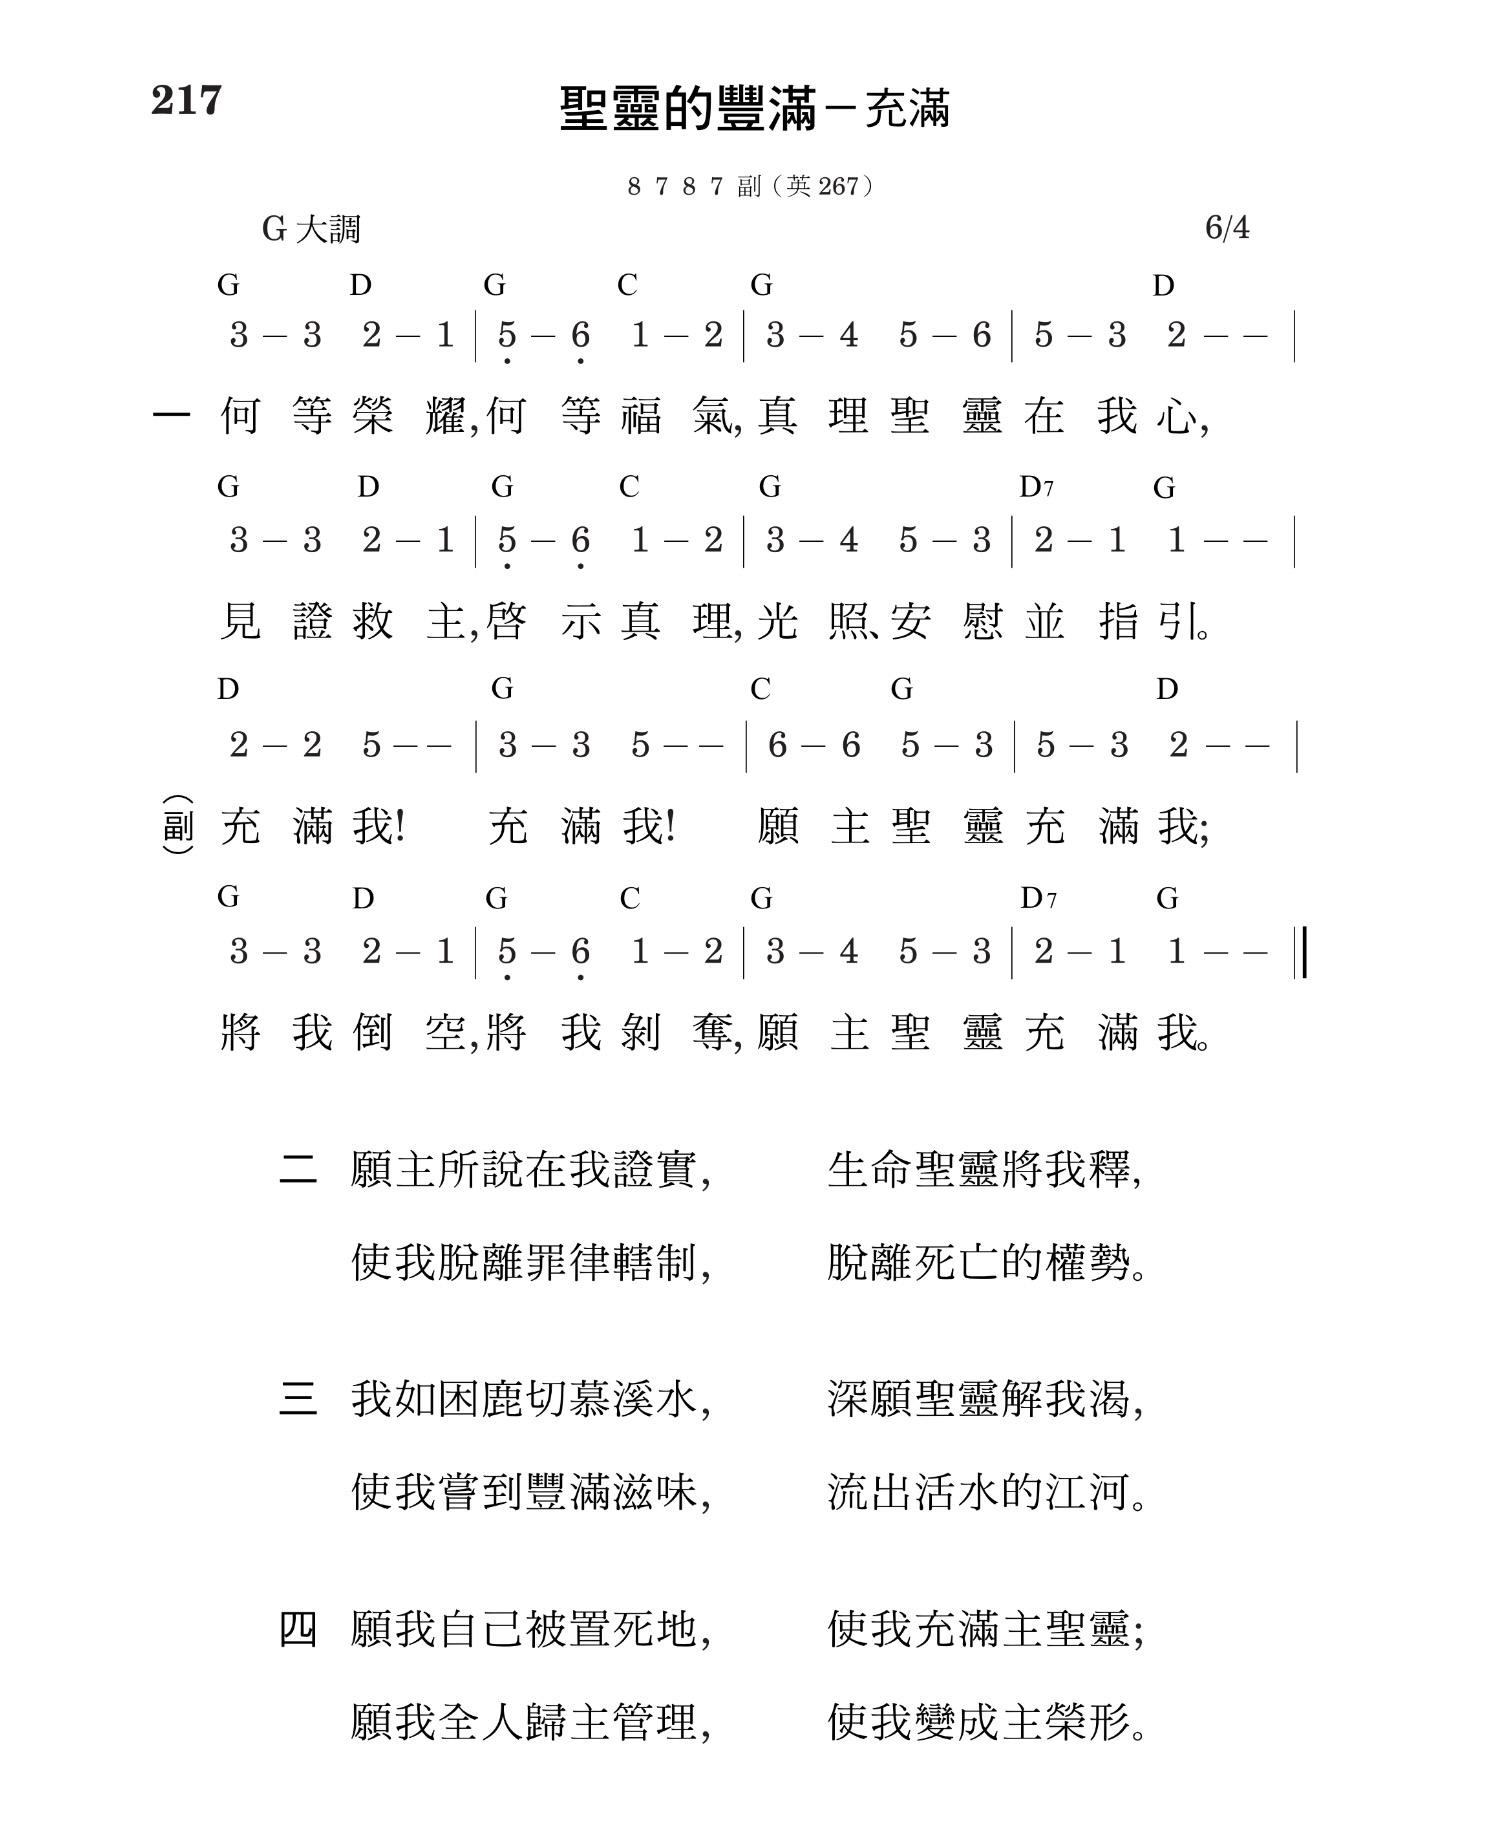 217
聖靈的豐滿－充滿
8 7 8 7 副（英 267）
G 大調 6/4
G D G C G D
3 – 3 2 – 1 | 5̣ – 6̣ 1 – 2 | 3 – 4 5 – 6 | 5 – 3 2 – – |
一 何等榮耀,何等福氣,真理聖靈在我心,
G D G C G D7 G
3 – 3 2 – 1 | 5̣ – 6̣ 1 – 2 | 3 – 4 5 – 3 | 2 – 1 1 – – |
見證救主,啓示真理,光照、安慰並指引。
D G C G D
2 – 2 5 – – | 3 – 3 5 – – | 6 – 6 5 – 3 | 5 – 3 2 – – |
（副） 充滿我! 充滿我! 願主聖靈充滿我;
G D G C G D7 G
3 – 3 2 – 1 | 5̣ – 6̣ 1 – 2 | 3 – 4 5 – 3 | 2 – 1 1 – – ‖
將我倒空,將我剝奪,願主聖靈充滿我。
二 願主所說在我證實, 生命聖靈將我釋,
使我脫離罪律轄制, 脫離死亡的權勢。
三 我如困鹿切慕溪水, 深願聖靈解我渴,
使我嘗到豐滿滋味, 流出活水的江河。
四 願我自己被置死地, 使我充滿主聖靈;
願我全人歸主管理, 使我變成主榮形。